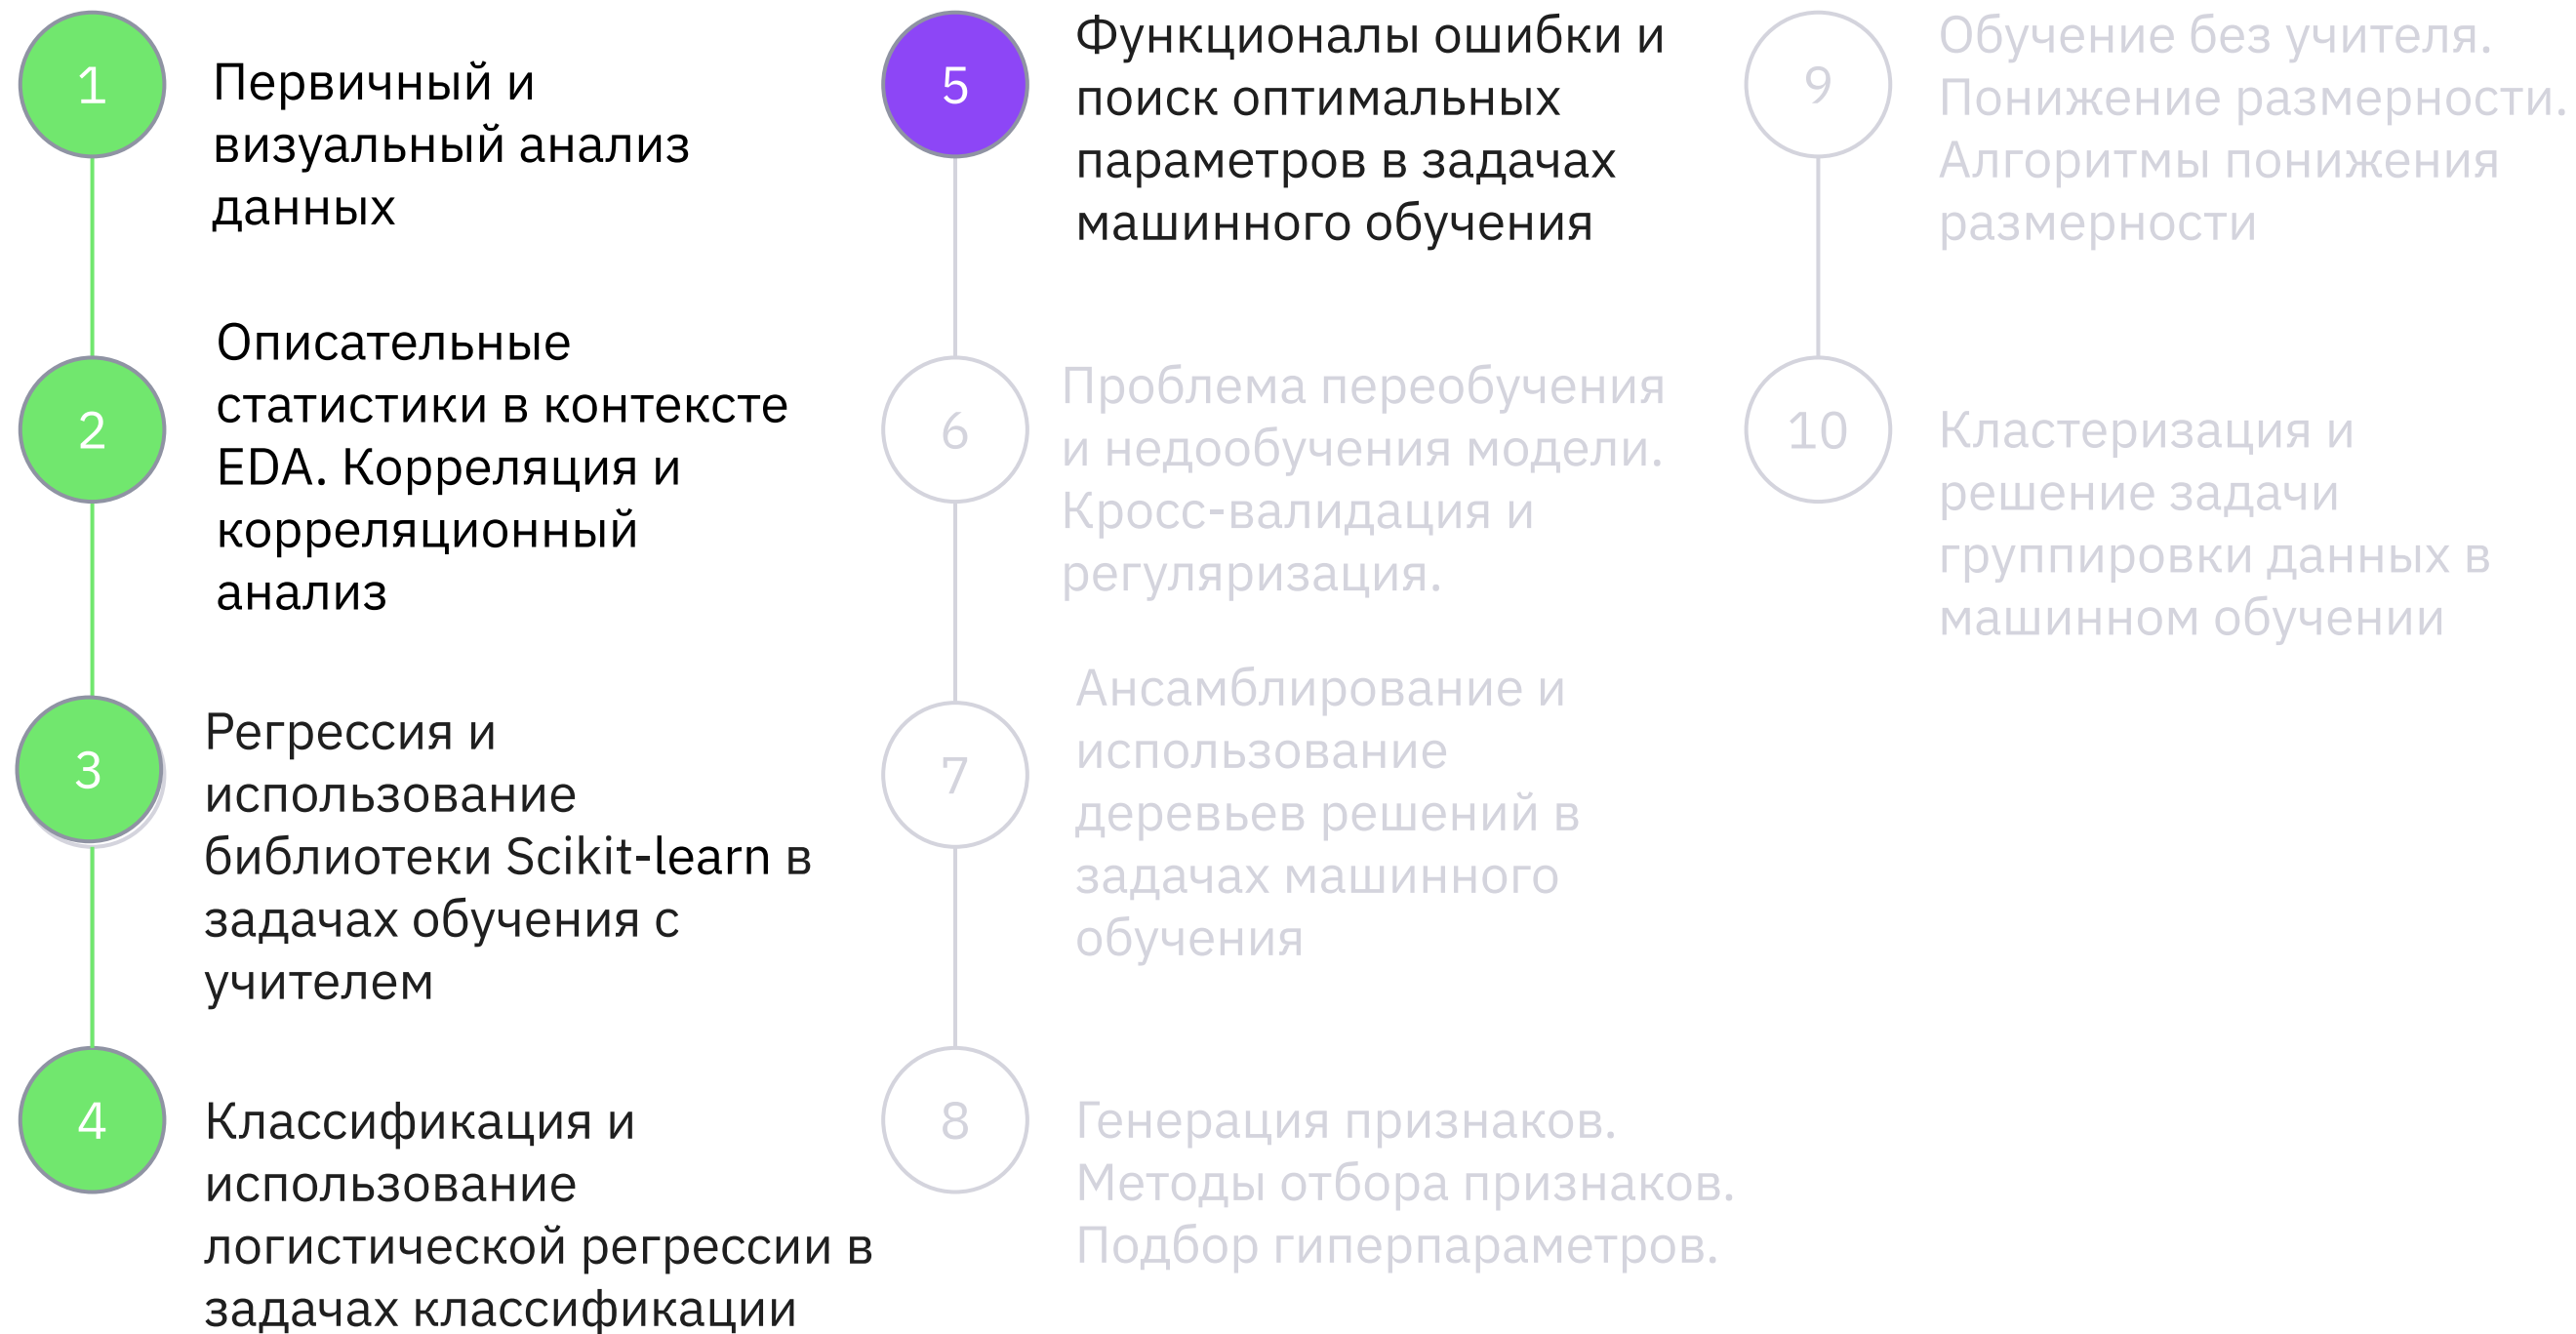 1
Первичный и
визуальный анализ
данных
2
Описательные
статистики в контексте
EDA. Корреляция и
корреляционный
анализ
3
Регрессия и
использование
библиотеки Scikit-learn в
задачах обучения с
учителем
4
Классификация и
использование
логистической регрессии в
задачах классификации
5
Функционалы ошибки и
поиск оптимальных
параметров в задачах
машинного обучения
6
Проблема переобучения
и недообучения модели.
Кросс-валидация и
регуляризация.
7
Ансамблирование и
использование
деревьев решений в
задачах машинного
обучения
8
Генерация признаков.
Методы отбора признаков.
Подбор гиперпараметров.
9
Обучение без учителя.
Понижение размерности.
Алгоритмы понижения
размерности
10
Кластеризация и
решение задачи
группировки данных в
машинном обучении